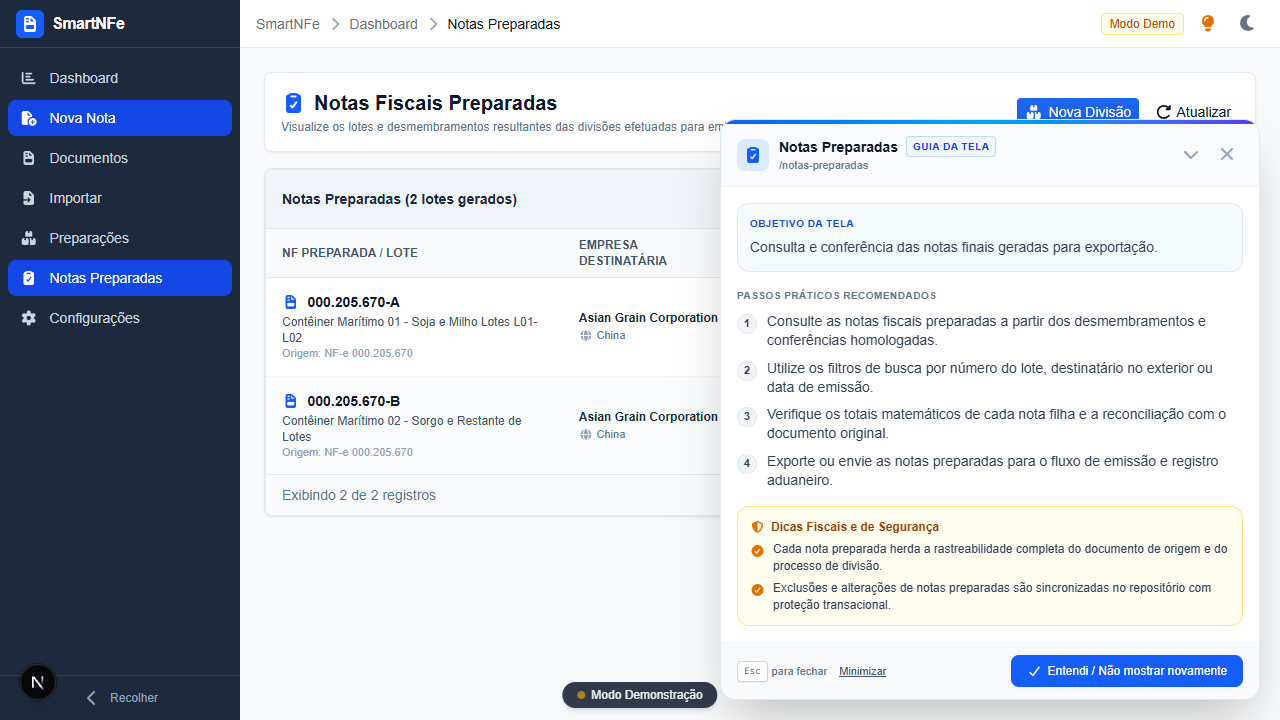 SmartNFe
SmartNFe > Dashboard > Notas Preparadas
Modo Demo
Dashboard
Nova Nota
Documentos
Importar
Preparações
Notas Preparadas
Configurações
N
Recolher
Notas Fiscais Preparadas
Visualize os lotes e desmembramentos resultantes das divisões efetuadas para em
Nova Divisão
Atualizar
Notas Preparadas (2 lotes gerados)
NF PREPARADA / LOTE
EMPRESA
DESTINATÁRIA
000.205.670-A
Contêiner Marítimo 01 - Soja e Milho Lotes L01-
L02
Origem: NF-e 000.205.670
Asian Grain Corporation
China
000.205.670-B
Contêiner Marítimo 02 - Sorgo e Restante de
Lotes
Origem: NF-e 000.205.670
Asian Grain Corporation
China
Exibindo 2 de 2 registros
Modo Demonstração
Notas Preparadas
GUIA DA TELA
/notas-preparadas
OBJETIVO DA TELA
Consulta e conferência das notas finais geradas para exportação.
PASSOS PRÁTICOS RECOMENDADOS
1 Consulte as notas fiscais preparadas a partir dos desmembramentos e
conferências homologadas.
2 Utilize os filtros de busca por número do lote, destinatário no exterior ou
data de emissão.
3 Verifique os totais matemáticos de cada nota filha e a reconciliação com o
documento original.
4 Exporte ou envie as notas preparadas para o fluxo de emissão e registro
aduaneiro.
Dicas Fiscais e de Segurança
Cada nota preparada herda a rastreabilidade completa do documento de origem e do
processo de divisão.
Exclusões e alterações de notas preparadas são sincronizadas no repositório com
proteção transacional.
Esc para fechar
Minimizar
Entendi / Não mostrar novamente